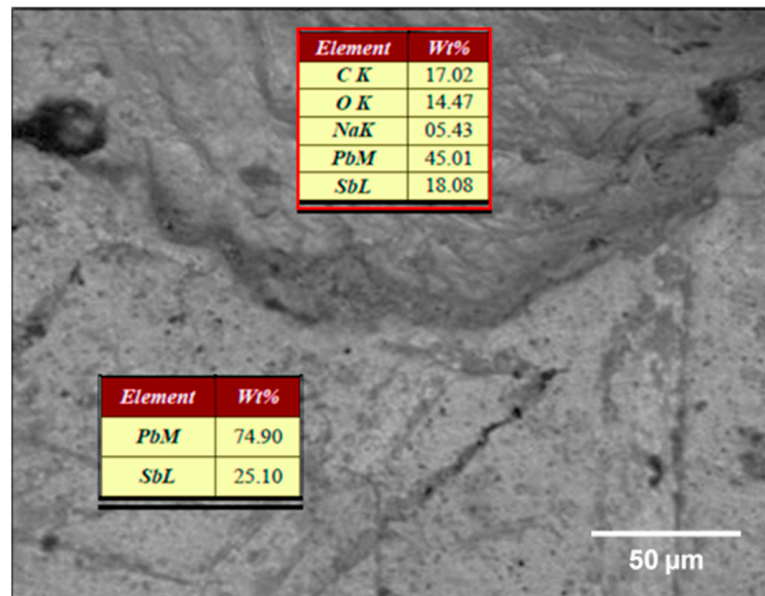 Element Wt%
C K 17.02
O K 14.47
NaK 05.43
PbM 45.01
SbL 18.08
Element Wt%
PbM 74.90
SbL 25.10
50 µm